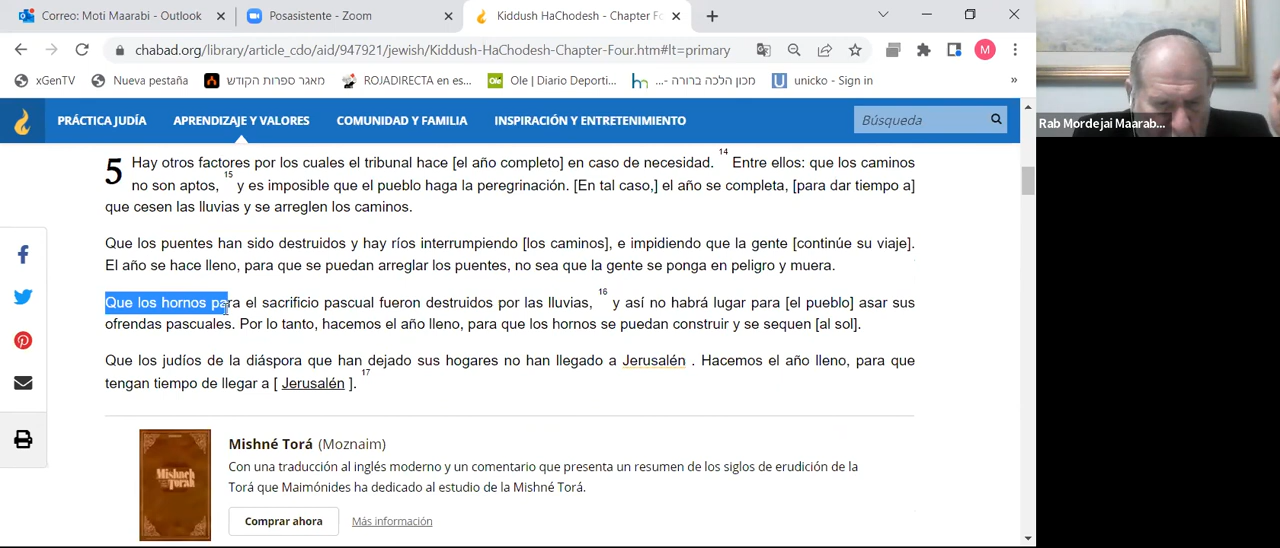 Correo: Moti Maarabi - Outlook
Posasistente - Zoom
Kiddush HaChodesh - Chapter Fo
chabad.org/library/article_cdo/aid/947921/jewish/Kiddush-HaChodesh-Chapter-Four.htm#lt=primary
M
xGenTV
Nueva pestaña
מאגר ספרות הקודש
ROJADIRECTA en es...
Ole | Diario Deporti...
מכון הלכה ברורה -...
unicko -- Sign in
»
PRÁCTICA JUDÍA
APRENDIZAJE Y VALORES
COMUNIDAD Y FAMILIA
INSPIRACIÓN Y ENTRETENIMIENTO
Búsqueda
Rab Mordejai Maarab...
5 Hay otros factores por los cuales el tribunal hace [el año completo] en caso de necesidad. 14 Entre ellos: que los caminos
no son aptos, 15 y es imposible que el pueblo haga la peregrinación. [En tal caso,] el año se completa, [para dar tiempo a]
que cesen las lluvias y se arreglen los caminos.
Que los puentes han sido destruidos y hay ríos interrumpiendo [los caminos], e impidiendo que la gente [continúe su viaje].
El año se hace lleno, para que se puedan arreglar los puentes, no sea que la gente se ponga en peligro y muera.
Que los hornos para el sacrificio pascual fueron destruidos por las lluvias, 16 y así no habrá lugar para [el pueblo] asar sus
ofrendas pascuales. Por lo tanto, hacemos el año lleno, para que los hornos se puedan construir y se sequen [al sol].
Que los judíos de la diáspora que han dejado sus hogares no han llegado a Jerusalén . Hacemos el año lleno, para que
tengan tiempo de llegar a [ Jerusalén ]. 17
Mishneh Torah
Mishné Torá (Moznaim)
Con una traducción al inglés moderno y un comentario que presenta un resumen de los siglos de erudición de la
Torá que Maimónides ha dedicado al estudio de la Mishné Torá.
Comprar ahora
Más información